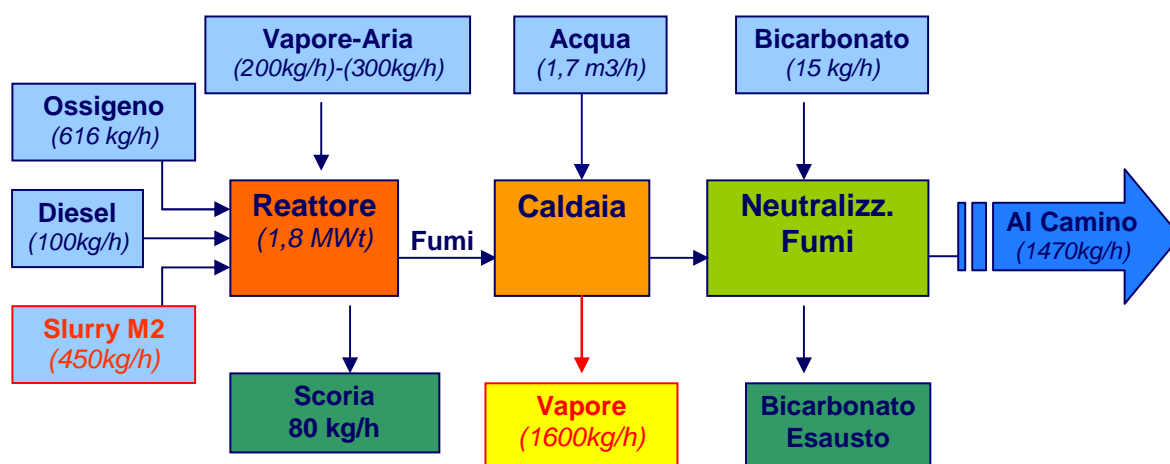 Vapore-Aria
(200kg/h)-(300kg/h)
Acqua
(1,7 m3/h)
Bicarbonato
(15 kg/h)
Ossigeno
(616 kg/h)
Diesel
(100kg/h)
Slurry M2
(450kg/h)
Reattore
(1,8 MWt)
Fumi
Caldaia
Neutralizz.
Fumi
Al Camino
(1470kg/h)
Scoria
80 kg/h
Vapore
(1600kg/h)
Bicarbonato
Esausto